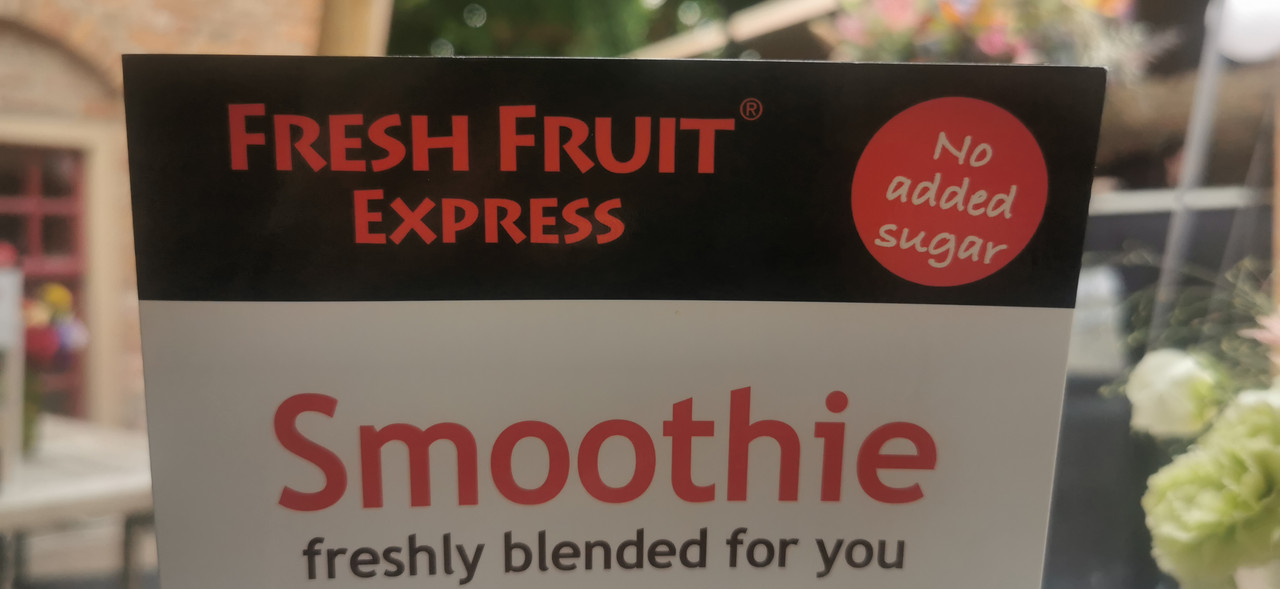 FRESH FRUIT®
EXPRESS
No
added
sugar
Smoothie
freshly blended for you